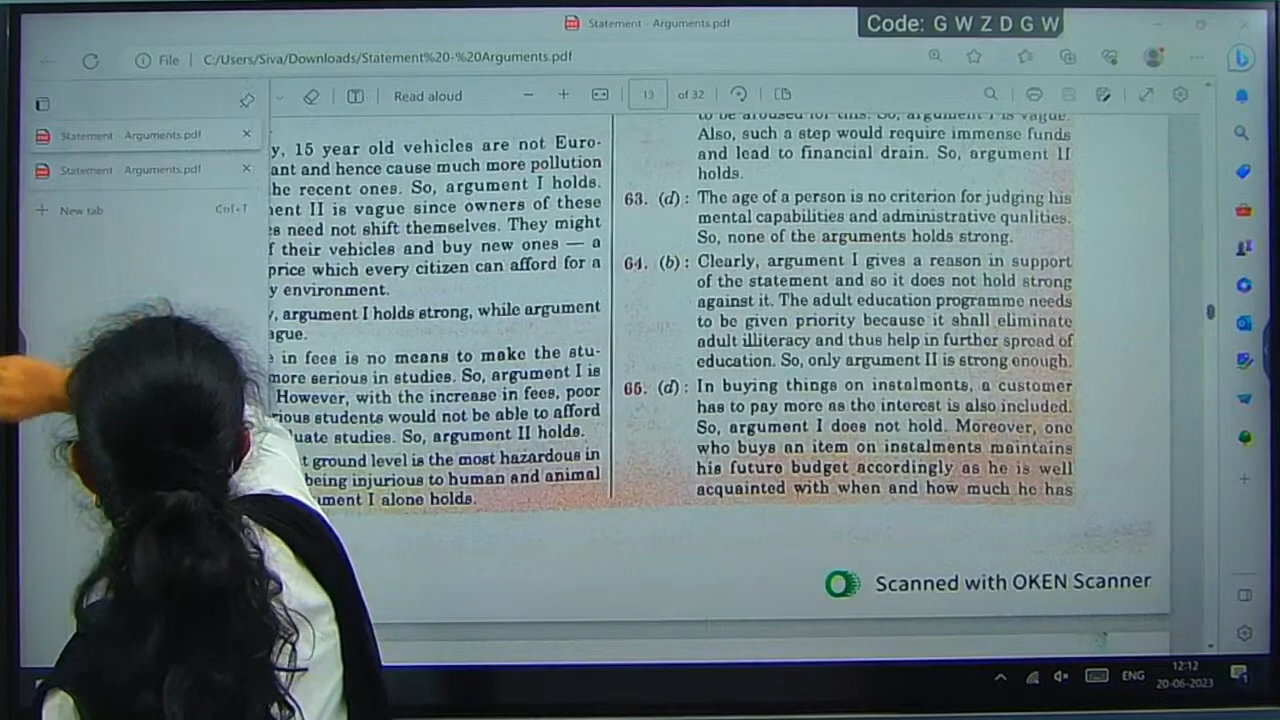 Statement - Arguments.pdf
Code: G W Z D G W
File
C:/Users/Siva/Downloads/Statement%20-%20Arguments.pdf
Read aloud
13 of 32
Statement - Arguments.pdf
Statement - Arguments.pdf
New tab
Ctrl+T
y, 15 year old vehicles are not Euro-
ant and hence cause much more pollution
he recent ones. So, argument I holds.
ent II is vague since owners of these
s need not shift themselves. They might
f their vehicles and buy new ones — a
price which every citizen can afford for a
y environment.
, argument I holds strong, while argument
ague.
in fees is no means to make the stu-
more serious in studies. So, argument I is
However, with the increase in fees, poor
rious students would not be able to afford
uate studies. So, argument II holds.
t ground level is the most hazardous in
being injurious to human and animal
ument I alone holds.
to be aroused for this. So, argument I is vague.
Also, such a step would require immense funds
and lead to financial drain. So, argument II
holds.
63. (d) : The age of a person is no criterion for judging his
mental capabilities and administrative qualities.
So, none of the arguments holds strong.
64. (b) : Clearly, argument I gives a reason in support
of the statement and so it does not hold strong
against it. The adult education programme needs
to be given priority because it shall eliminate
adult illiteracy and thus help in further spread of
education. So, only argument II is strong enough.
65. (d) : In buying things on instalments, a customer
has to pay more as the interest is also included.
So, argument I does not hold. Moreover, one
who buys an item on instalments maintains
his future budget accordingly as he is well
acquainted with when and how much he has
Scanned with OKEN Scanner
ENG
12:12
20-06-2023